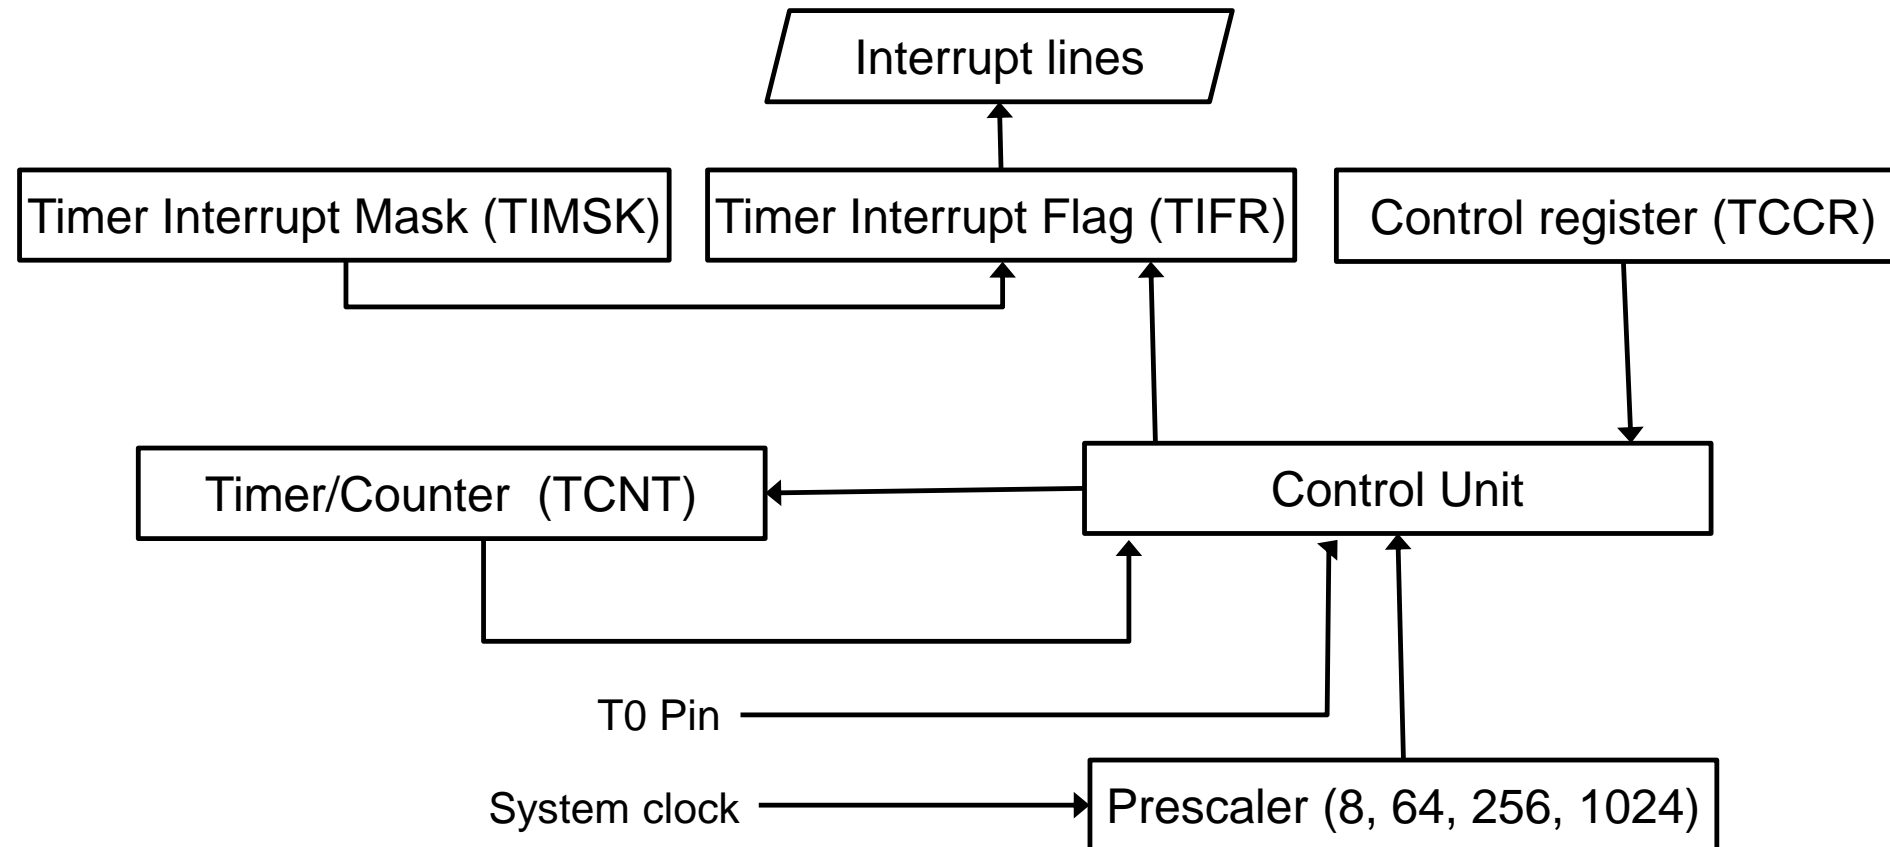 Interrupt lines
Timer Interrupt Mask (TIMSK)
Timer Interrupt Flag (TIFR)
Control register (TCCR)
Timer/Counter  (TCNT)
Control Unit
T0 Pin
System clock
Prescaler (8, 64, 256, 1024)